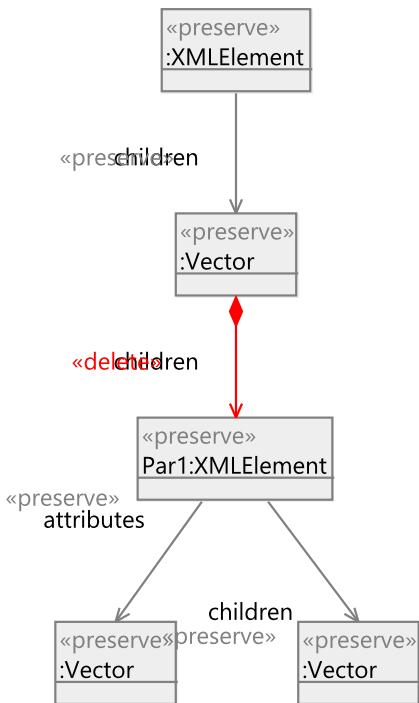 «preserve»
:XMLElement
«preserve»
children
«preserve»
:Vector
«delete»
children
«preserve»
Par1:XMLElement
«preserve»
attributes
children
«preserve»
«preserve»
:Vector
«preserve»
:Vector